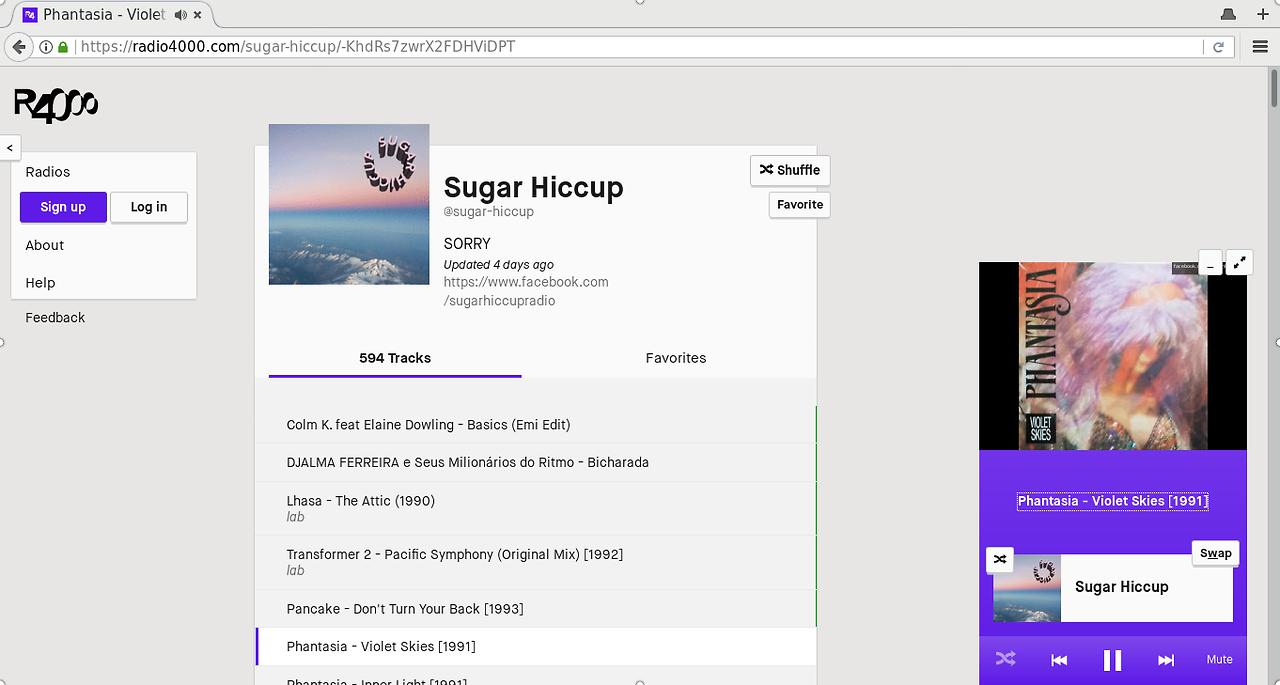 Phantasia - Violet
https://radio4000.com/sugar-hiccup/-KhdRs7zwrX2FDHViDPT
R4000
<
Radios
Sign up
Log in
About
Help
Feedback
SUGAR HICCUP
Shuffle
Favorite
Sugar Hiccup
@sugar-hiccup
SORRY
Updated 4 days ago
https://www.facebook.com
/sugarhiccupradio
594 Tracks
Favorites
Colm K. feat Elaine Dowling - Basics (Emi Edit)
DJALMA FERREIRA e Seus Milionários do Ritmo - Bicharada
Lhasa - The Attic (1990)
lab
Transformer 2 - Pacific Symphony (Original Mix) [1992]
lab
Pancake - Don't Turn Your Back [1993]
Phantasia - Violet Skies [1991]
Phantasia - Inner Light [1991]
PHANTASIA
VIOLET
SKIES
Phantasia - Violet Skies [1991]
Swap
Sugar Hiccup
Mute